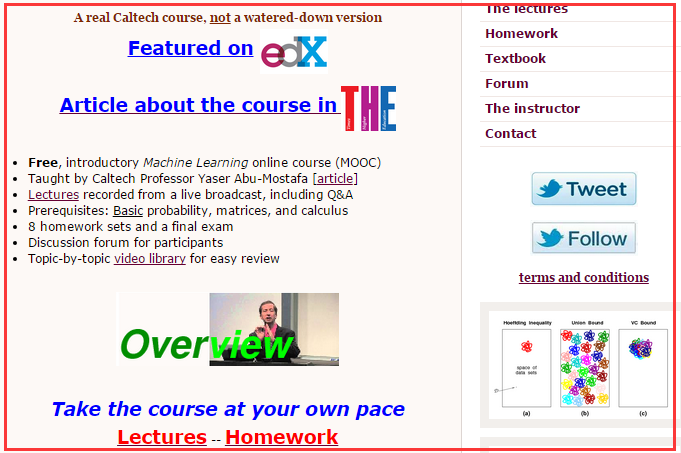 A real Caltech course, not a watered-down version
Featured on edX
Article about the course in THE
Times Higher Education
Free, introductory Machine Learning online course (MOOC)
Taught by Caltech Professor Yaser Abu-Mostafa [article]
Lectures recorded from a live broadcast, including Q&A
Prerequisites: Basic probability, matrices, and calculus
8 homework sets and a final exam
Discussion forum for participants
Topic-by-topic video library for easy review
Overview
Take the course at your own pace
Lectures -- Homework
The lectures
Homework
Textbook
Forum
The instructor
Contact
Tweet
Follow
terms and conditions
Hoeffding Inequality Union Bound VC Bound
space of
data sets
(a) (b) (c)